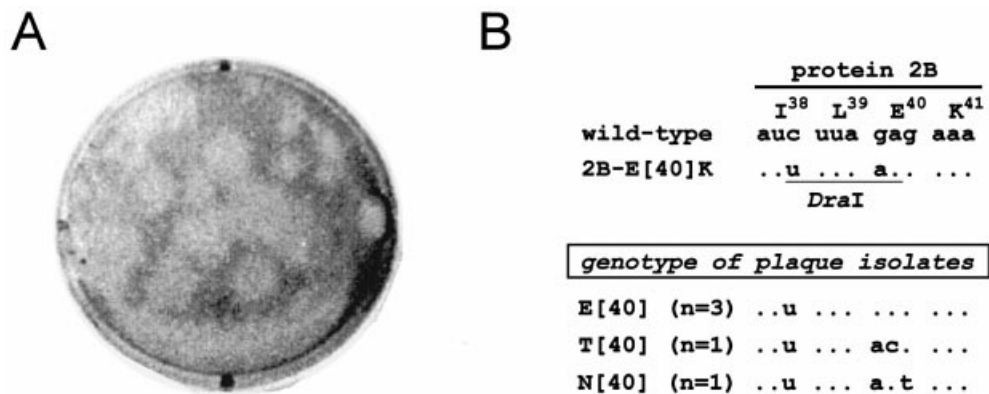 A
B
protein 2B
I38 L39 E40 K41
wild-type auc uua gag aaa
2B-E[40]K ..u ... a.. ...
DraI
genotype of plaque isolates
E[40] (n=3) ..u ... ... ...
T[40] (n=1) ..u ... ac. ...
N[40] (n=1) ..u ... a.t ...